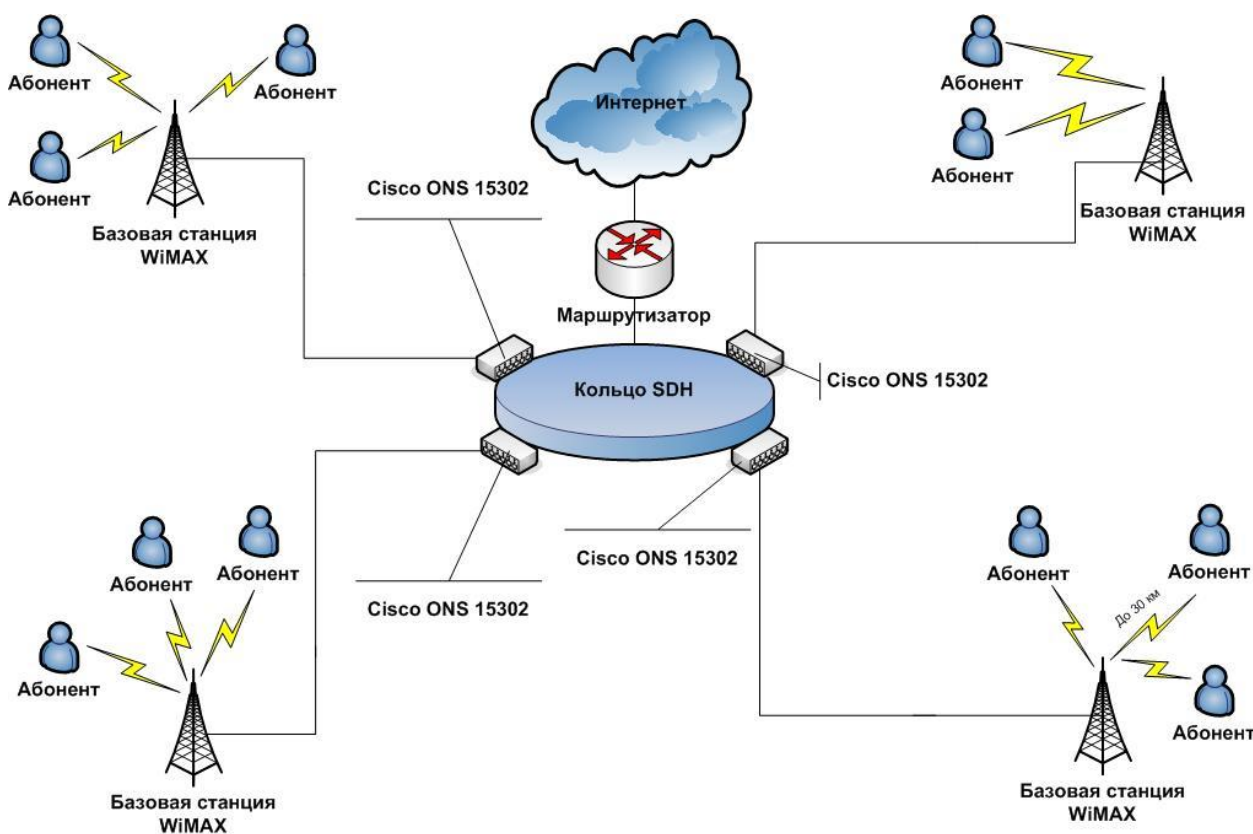 Абонент
Абонент
Абонент
Базовая станция
WiMAX
Cisco ONS 15302
Интернет
Маршрутизатор
Абонент
Абонент
Базовая станция
WiMAX
Cisco ONS 15302
Кольцо SDH
Cisco ONS 15302
Cisco ONS 15302
Абонент
Абонент
Абонент
Базовая станция
WiMAX
Абонент
Абонент
До 30 км
Абонент
Базовая станция
WiMAX